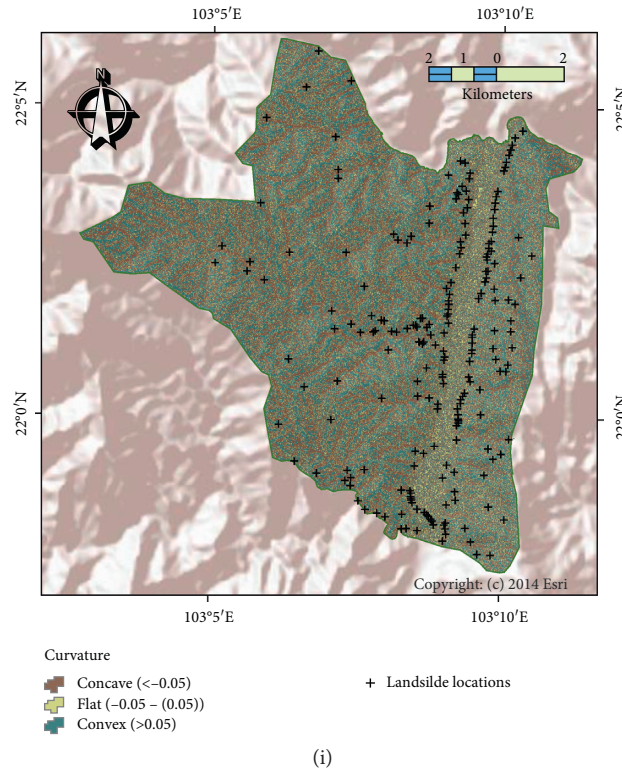 103°5′E 103°10′E
N
2 1 0 2
Kilometers
22°5′N 22°5′N
22°0′N 22°0′N
Copyright: (c) 2014 Esri
103°5′E 103°10′E
Curvature
Concave (<–0.05)
Flat (–0.05 – (0.05))
Convex (>0.05)
Landsilde locations
(i)